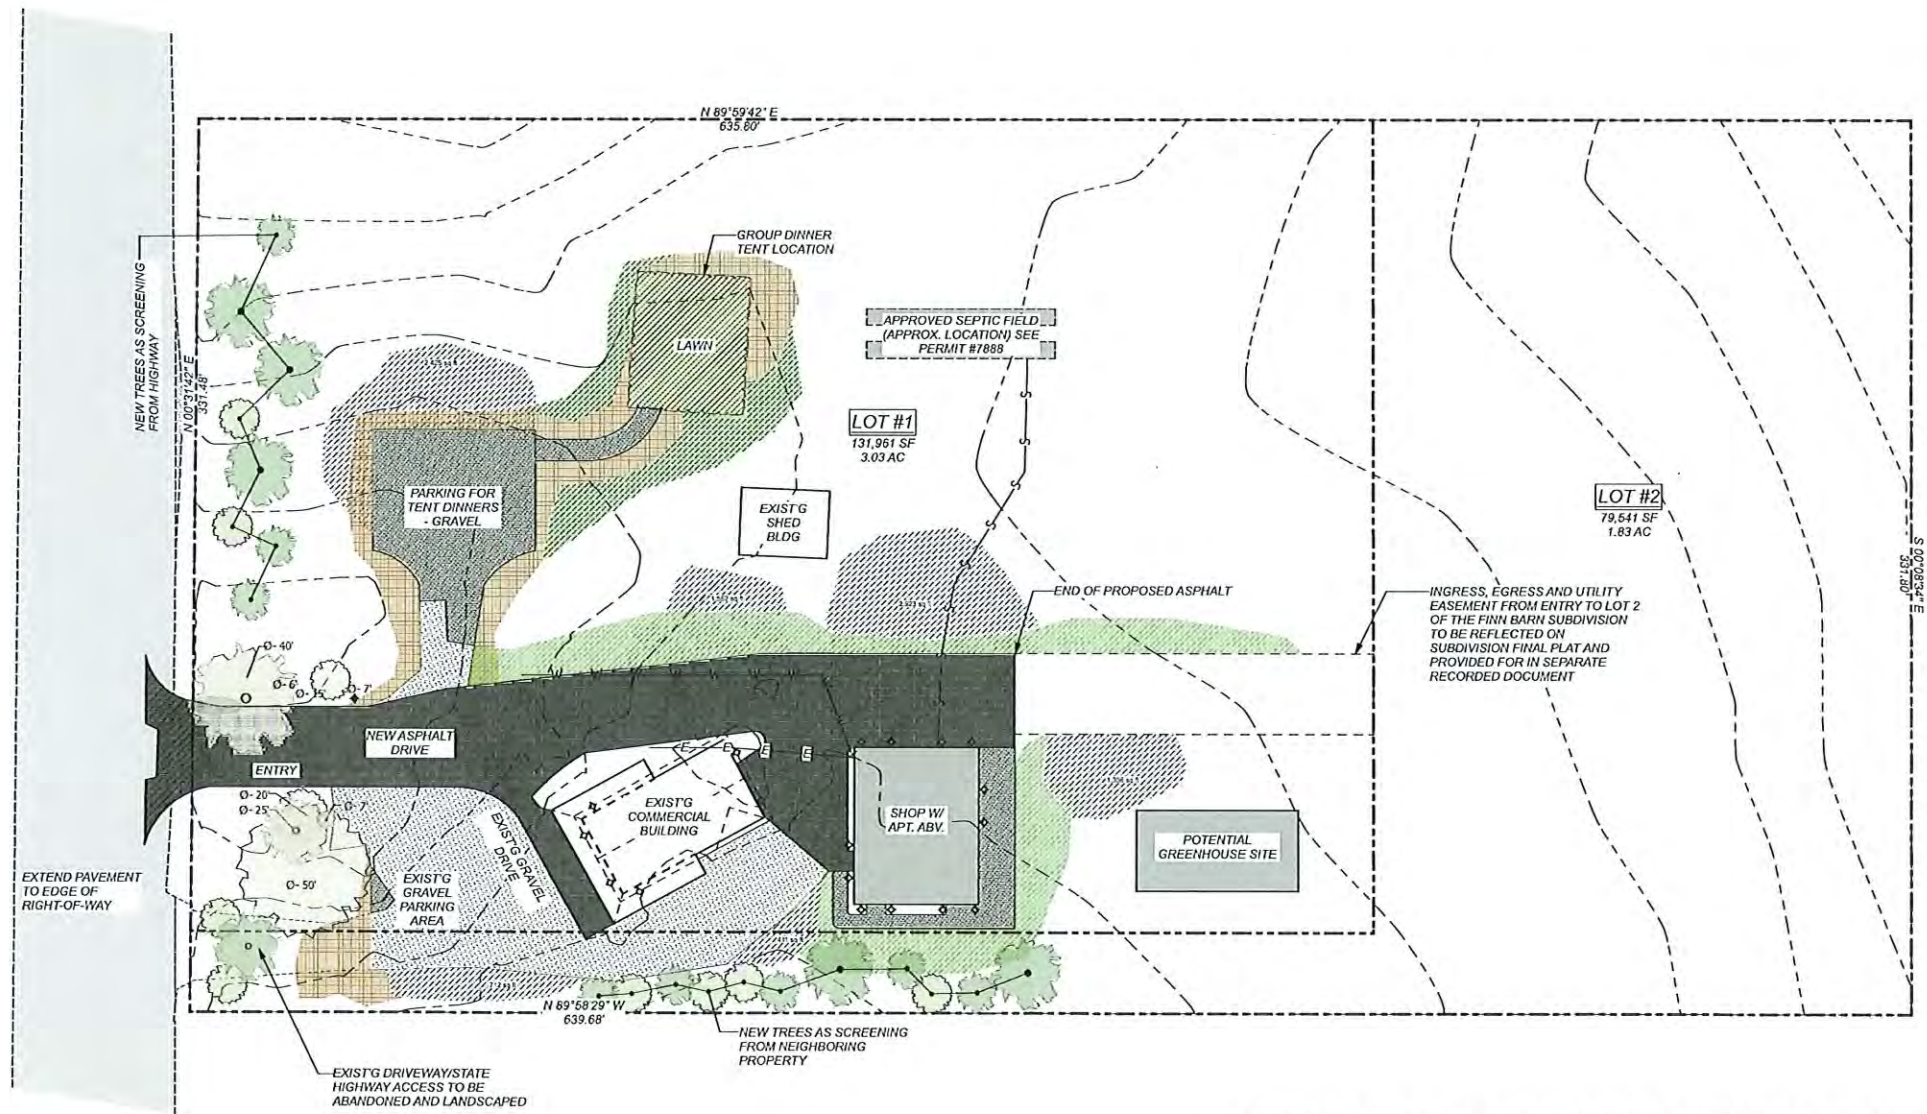 N 89°59'42" E
635.80'
NEW TREES AS SCREENING
FROM HIGHWAY
N 00°31'42" E
331.48'
GROUP DINNER
TENT LOCATION
LAWN
APPROVED SEPTIC FIELD
(APPROX. LOCATION) SEE
PERMIT #7888
LOT #1
131,961 SF
3.03 AC
S
S
S
S
S
PARKING FOR
TENT DINNERS
- GRAVEL
EXIST'G
SHED
BLDG
LOT #2
79,541 SF
1.83 AC
S 00°08'34" E
331.80'
END OF PROPOSED ASPHALT
INGRESS, EGRESS AND UTILITY
EASEMENT FROM ENTRY TO LOT 2
OF THE FINN BARN SUBDIVISION
TO BE REFLECTED ON
SUBDIVISION FINAL PLAT AND
PROVIDED FOR IN SEPARATE
RECORDED DOCUMENT
Ø- 40'
Ø- 6'
Ø- 15'
Ø- 7'
NEW ASPHALT
DRIVE
ENTRY
E
E
E
E
Ø- 20'
Ø- 25'
Ø- 7'
Ø- 50'
EXIST'G GRAVEL
DRIVE
EXIST'G
COMMERCIAL
BUILDING
SHOP W/
APT. ABV.
POTENTIAL
GREENHOUSE SITE
EXTEND PAVEMENT
TO EDGE OF
RIGHT-OF-WAY
EXIST'G
GRAVEL
PARKING
AREA
N 89°58'29" W
639.68'
NEW TREES AS SCREENING
FROM NEIGHBORING
PROPERTY
EXIST'G DRIVEWAY/STATE
HIGHWAY ACCESS TO BE
ABANDONED AND LANDSCAPED